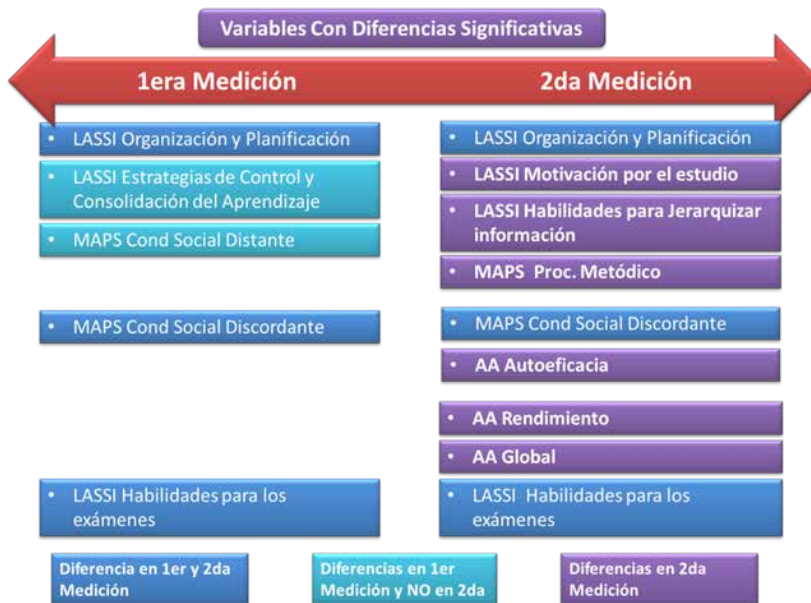 Variables Con Diferencias Significativas
1era Medición
2da Medición
• LASSI Organización y Planificación
• LASSI Estrategias de Control y
Consolidación del Aprendizaje
• MAPS Cond Social Distante
• MAPS Cond Social Discordante
• LASSI Habilidades para los
exámenes
• LASSI Organización y Planificación
• LASSI Motivación por el estudio
• LASSI Habilidades para Jerarquizar
información
• MAPS Proc. Metódico
• MAPS Cond Social Discordante
• AA Autoeficacia
• AA Rendimiento
• AA Global
• LASSI Habilidades para los
exámenes
Diferencia en 1er y 2da
Medición
Diferencias en 1er
Medición y NO en 2da
Diferencias en 2da
Medición